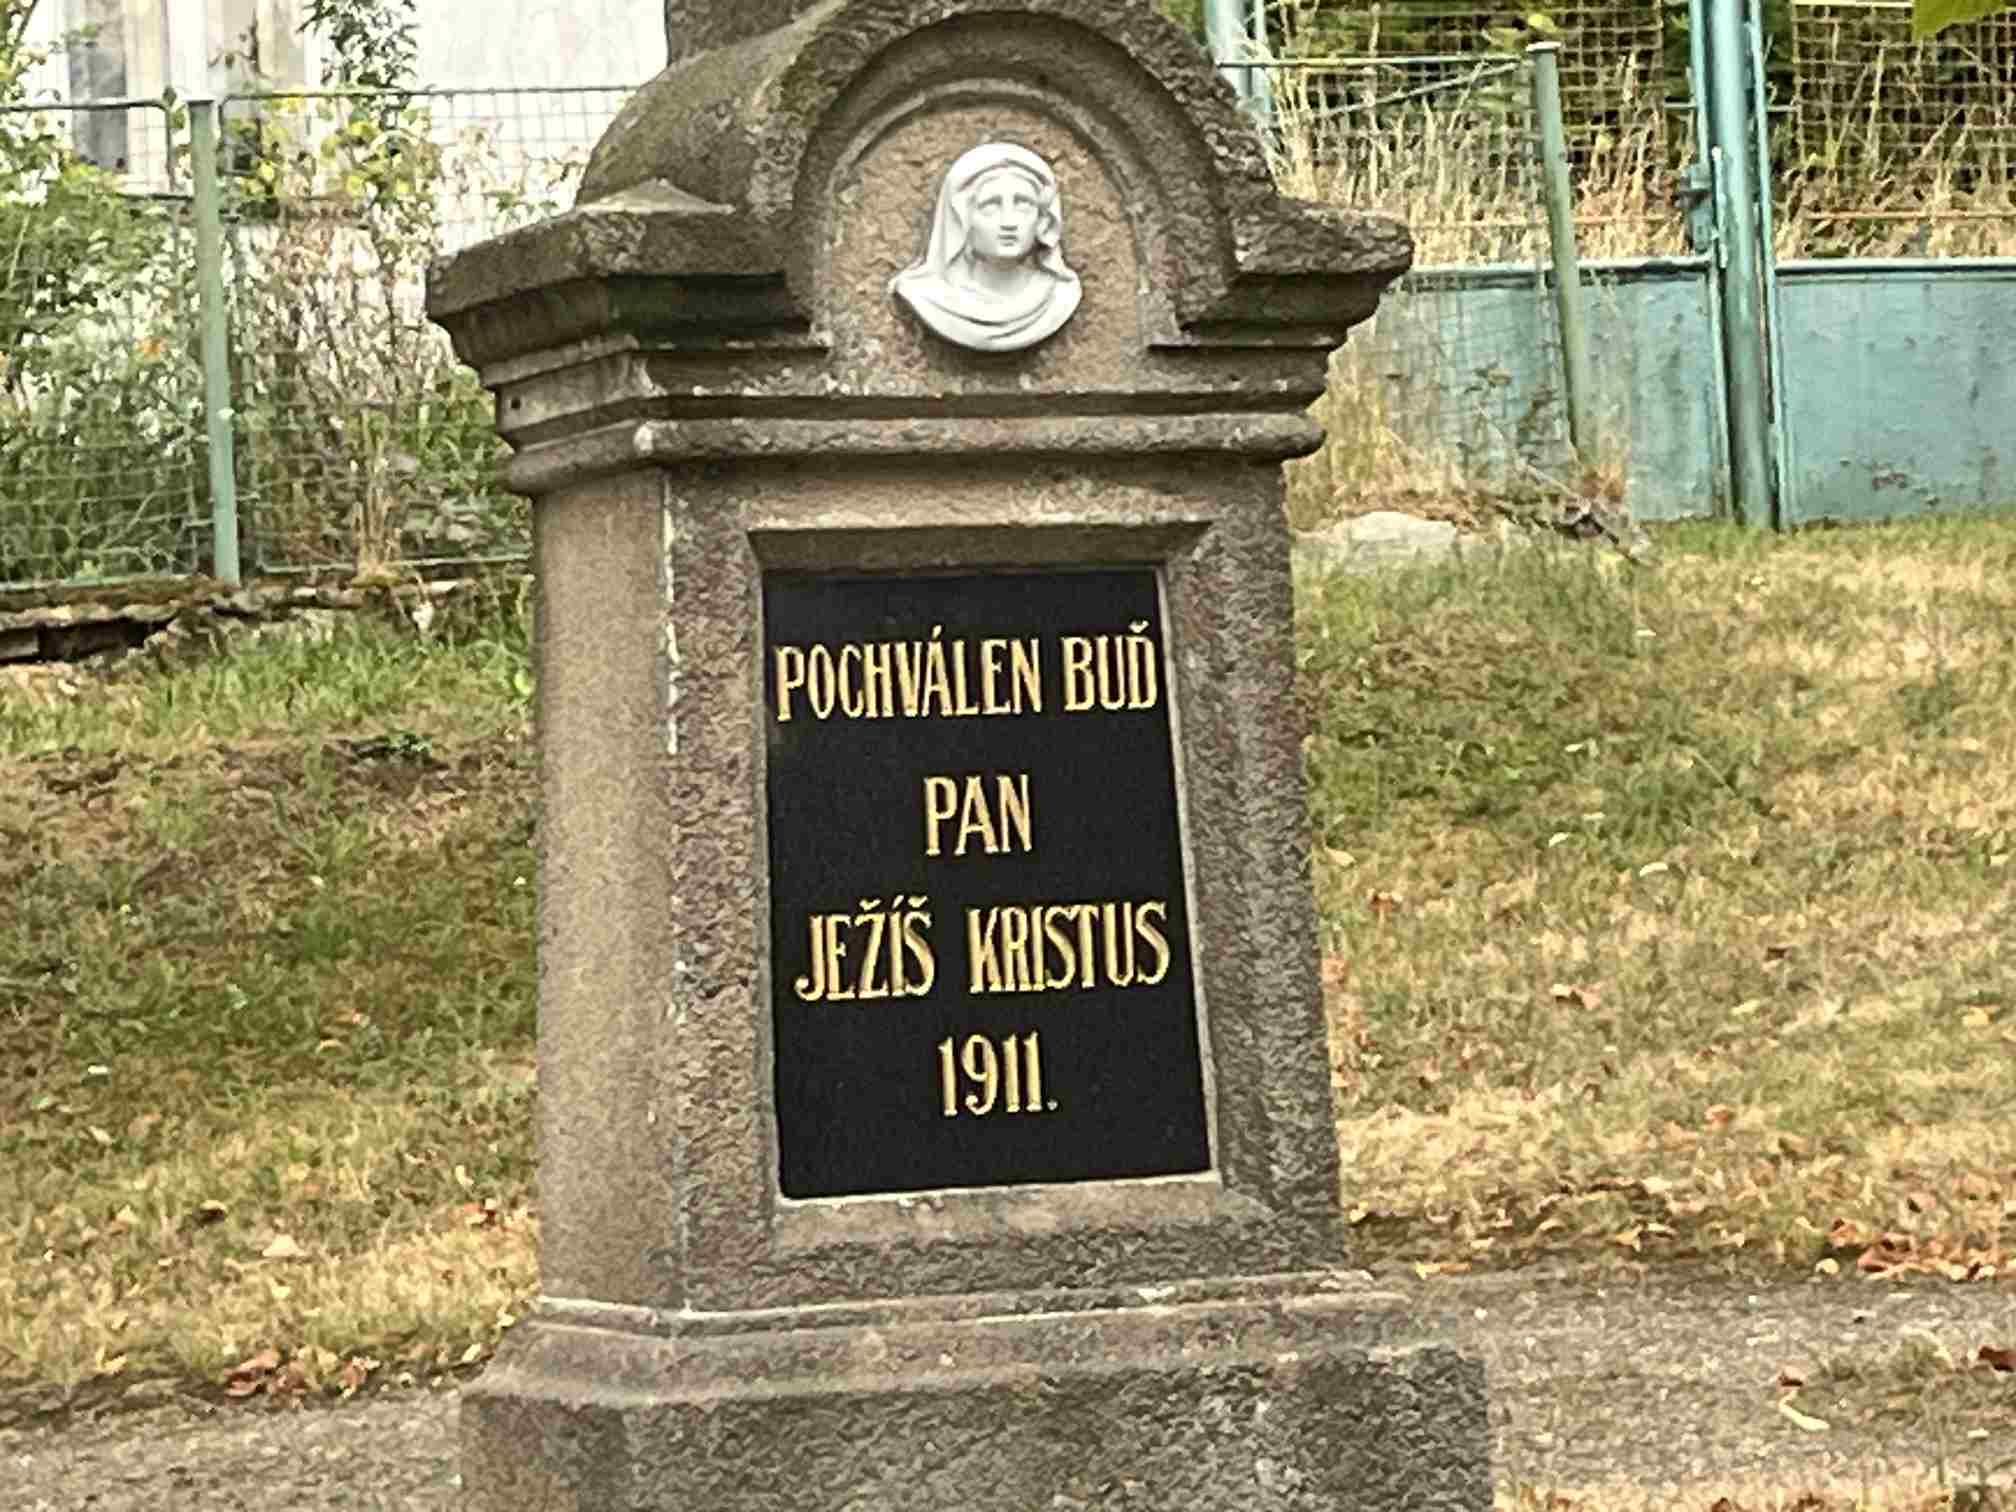 POCHVÁLEN BUĎ
PAN
JEŽÍŠ KRISTUS
1911.